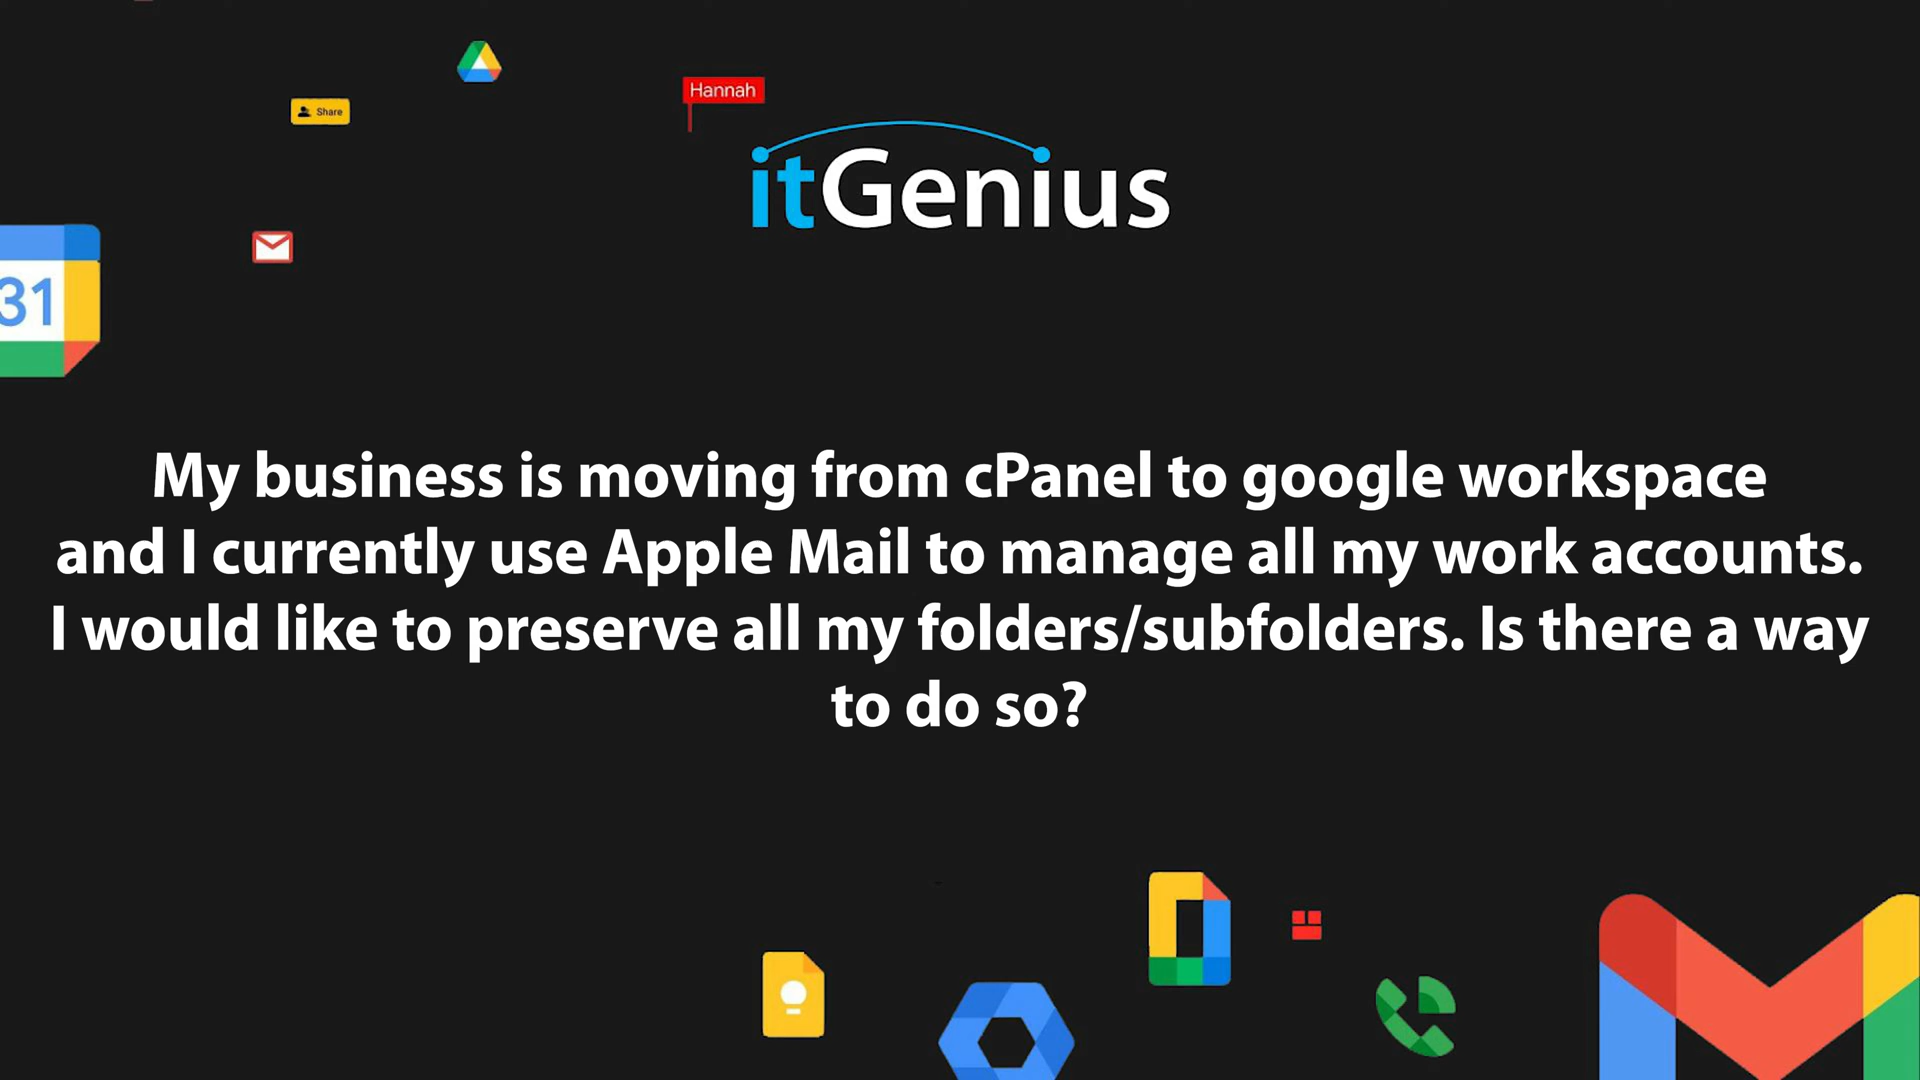 Hannah
Share
itGenius
31
My business is moving from cPanel to google workspace
and I currently use Apple Mail to manage all my work accounts.
I would like to preserve all my folders/subfolders. Is there a way
to do so?